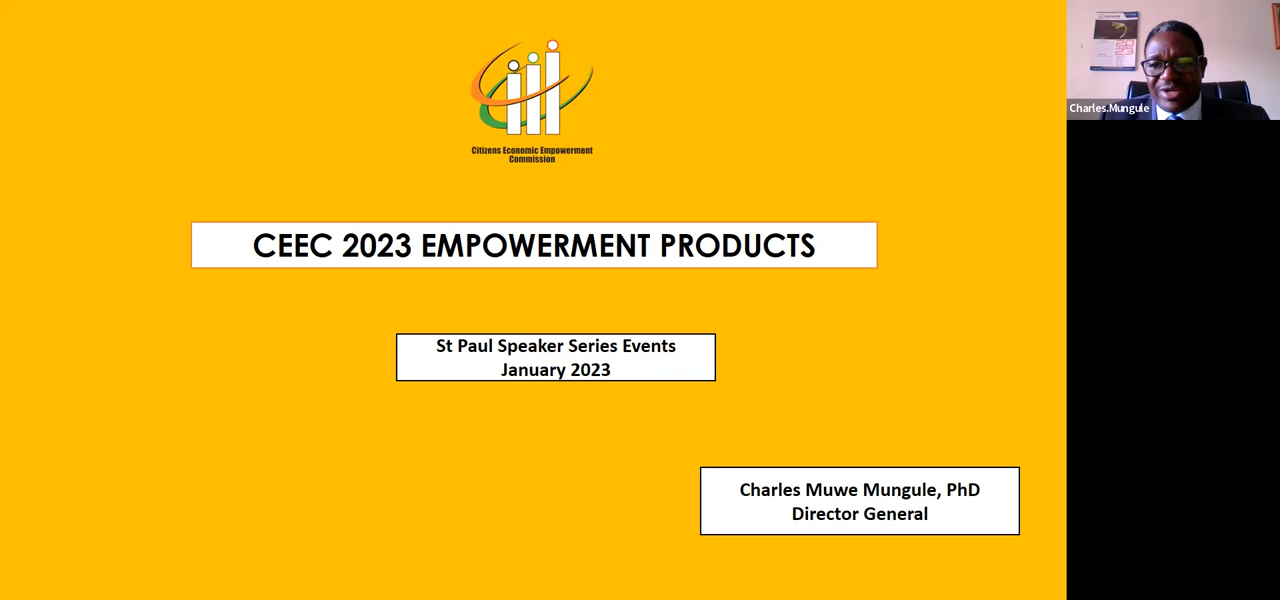 Citizens Economic Empowerment
Commission
CEEC 2023 EMPOWERMENT PRODUCTS
St Paul Speaker Series Events
January 2023
Charles Muwe Mungule, PhD
Director General
Charles.Mungule